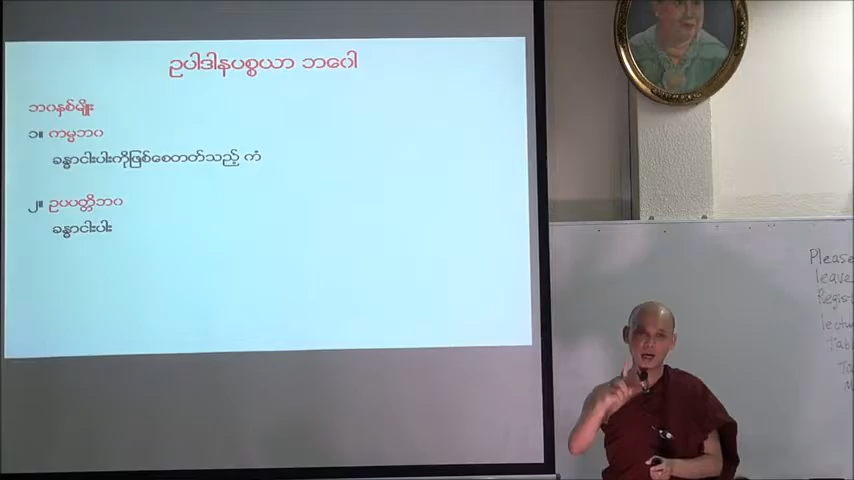 ဥပါဒါနပစ္စယာ ဘဝေါ
ဘဝနှစ်မျိုး
၁။ ကမ္မဘဝ
ခန္ဓာငါးပါးကိုဖြစ်စေတတ်သည့် ကံ
၂။ ဥပပတ္တိဘဝ
ခန္ဓာငါးပါး
Please
leave